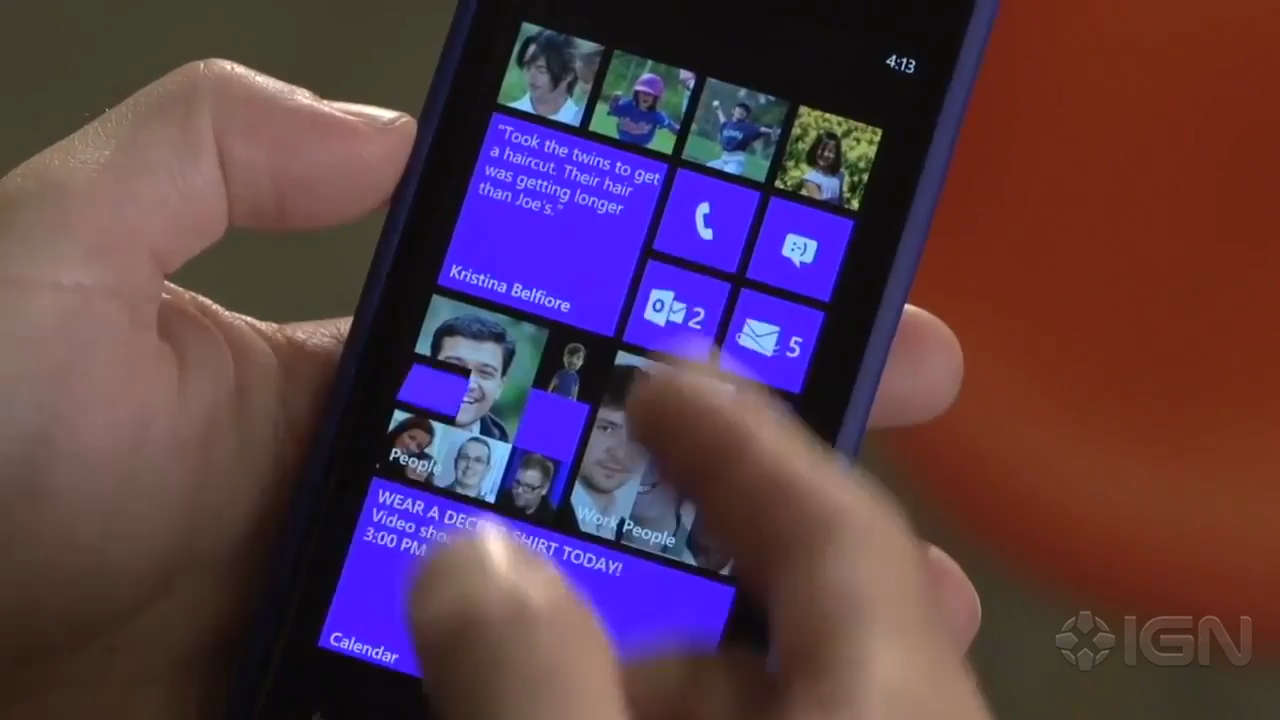 4:13
"Took the twins to get
a haircut. Their hair
was getting longer
than Joe's."
Kristina Belfiore
:-)
O
2
5
People
Work People
WEAR A DEC SHIRT TODAY!
Video sho
3:00 PM
Calendar
IGN